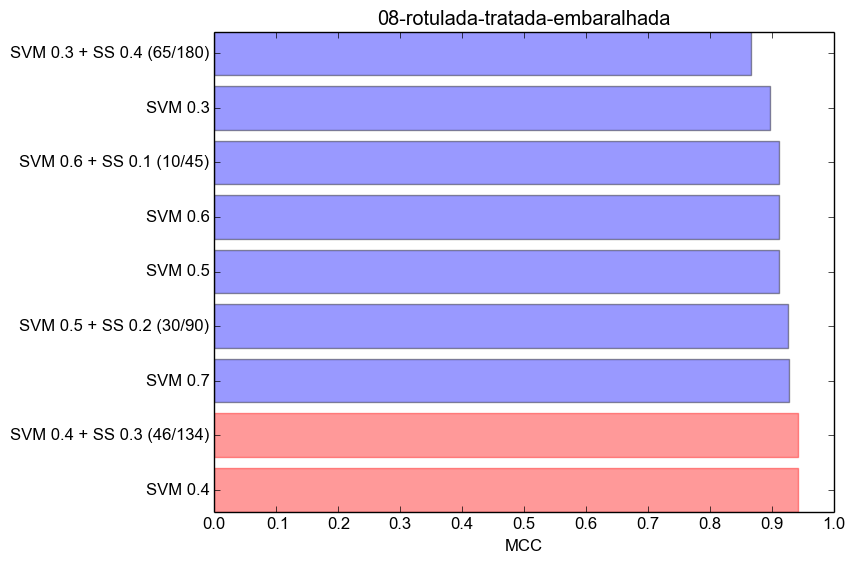 08-rotulada-tratada-embaralhada
SVM 0.3 + SS 0.4 (65/180)
SVM 0.3
SVM 0.6 + SS 0.1 (10/45)
SVM 0.6
SVM 0.5
SVM 0.5 + SS 0.2 (30/90)
SVM 0.7
SVM 0.4 + SS 0.3 (46/134)
SVM 0.4
0.0 0.1 0.2 0.3 0.4 0.5 0.6 0.7 0.8 0.9 1.0
MCC